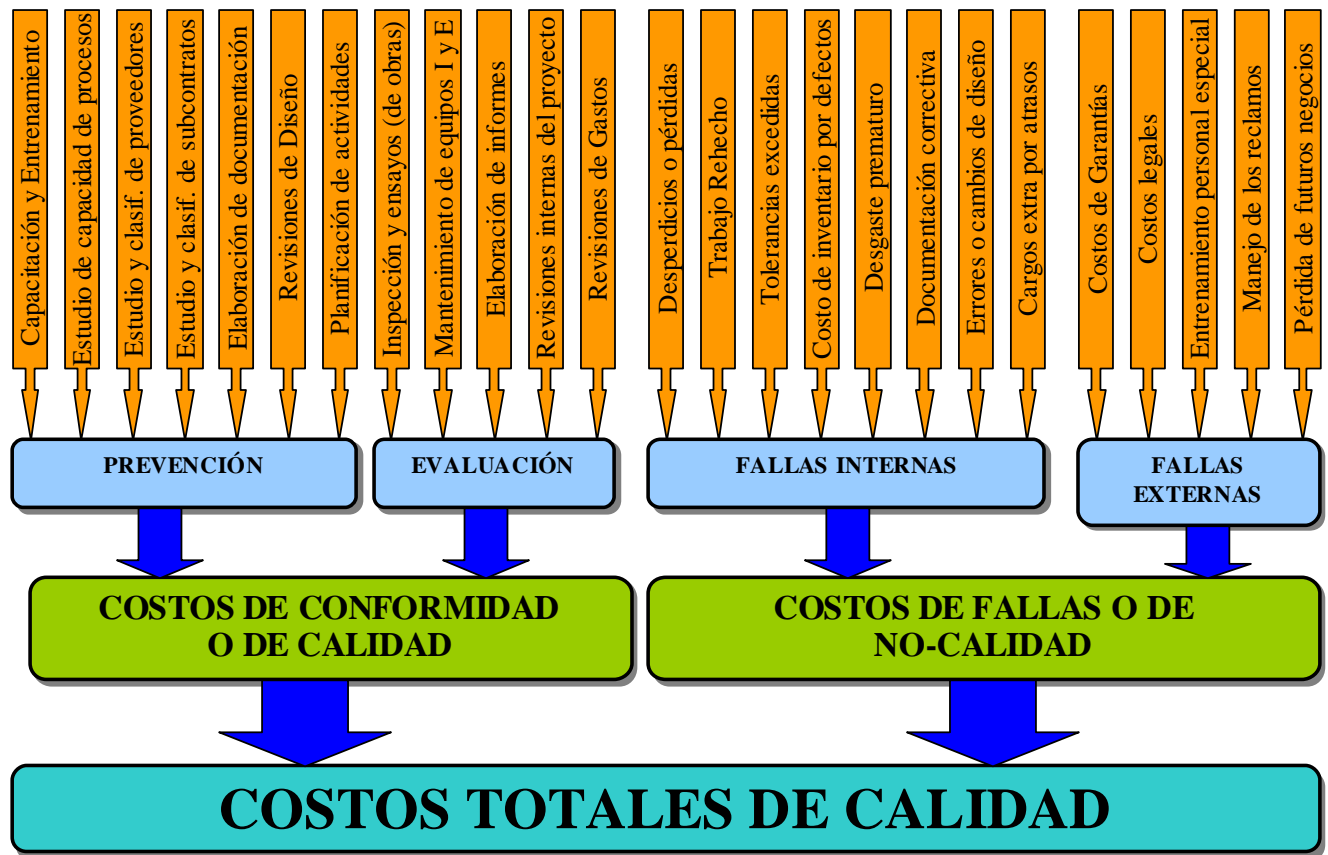 Capacitación y Entrenamiento
Estudio de capacidad de procesos
Estudio y clasif. de proveedores
Estudio y clasif. de subcontratos
Elaboración de documentación
Revisiones de Diseño
Planificación de actividades
Inspección y ensayos (de obras)
Mantenimiento de equipos I y E
Elaboración de informes
Revisiones internas del proyecto
Revisiones de Gastos
Desperdicios o pérdidas
Trabajo Rehecho
Tolerancias excedidas
Costo de inventario por defectos
Desgaste prematuro
Documentación correctiva
Errores o cambios de diseño
Cargos extra por atrasos
Costos de Garantías
Costos legales
Entrenamiento personal especial
Manejo de los reclamos
Pérdida de futuros negocios
PREVENCIÓN
EVALUACIÓN
FALLAS INTERNAS
FALLAS
EXTERNAS
COSTOS DE CONFORMIDAD
O DE CALIDAD
COSTOS DE FALLAS O DE
NO-CALIDAD
COSTOS TOTALES DE CALIDAD